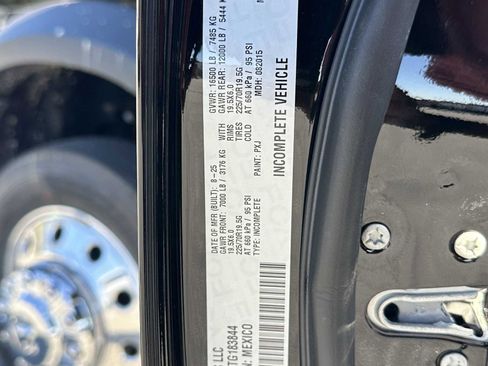 DATE OF MFR (BUILT): 8-25 GVWR: 16500 LB / 7485 KG
GAWR FRONT: 7000 LB / 3176 KG WITH GAWR REAR: 12000 LB / 5444 K
19.5X6.0 RIMS 19.5X6.0
225/70R19.5G TIRES 225/70R19.5G
AT 660 kPa / 95 PSI COLD AT 660 kPa / 95 PSI
TYPE: INCOMPLETE PAINT: PXJ MDH: 082015
INCOMPLETE VEHICLE
LLC
TG183844
N: MEXICO